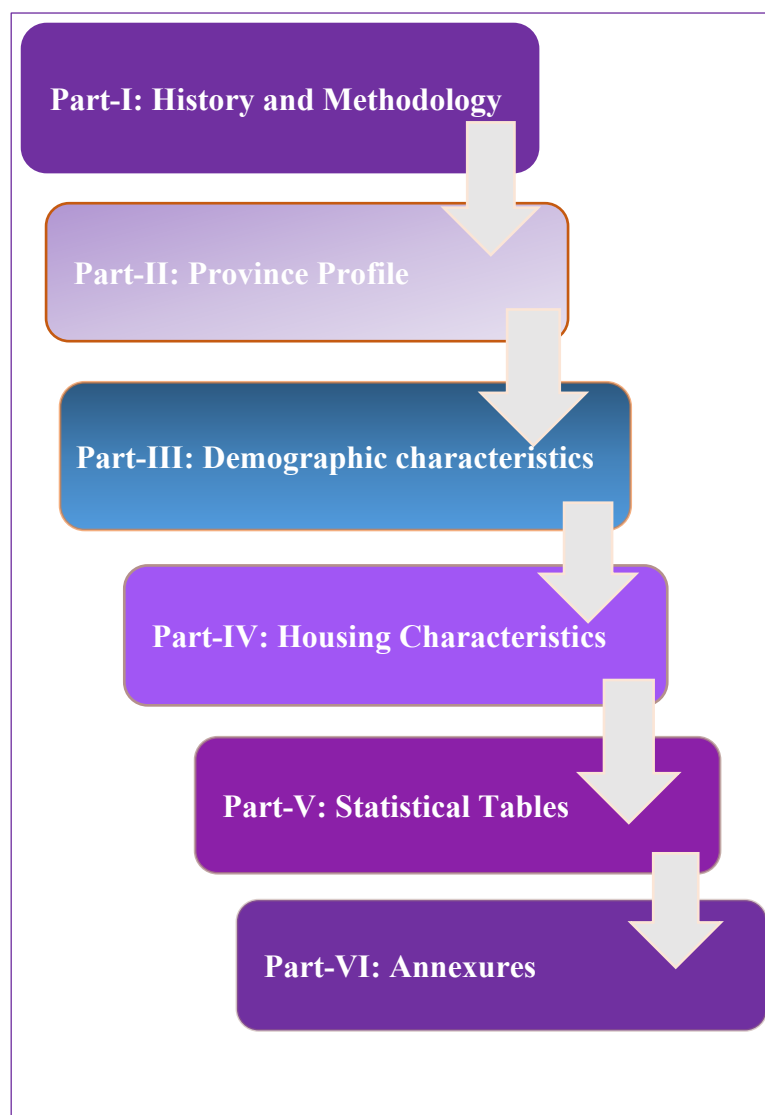 Part-I: History and Methodology
Part-II: Province Profile
Part-III: Demographic characteristics
Part-IV: Housing Characteristics
Part-V: Statistical Tables
Part-VI: Annexures